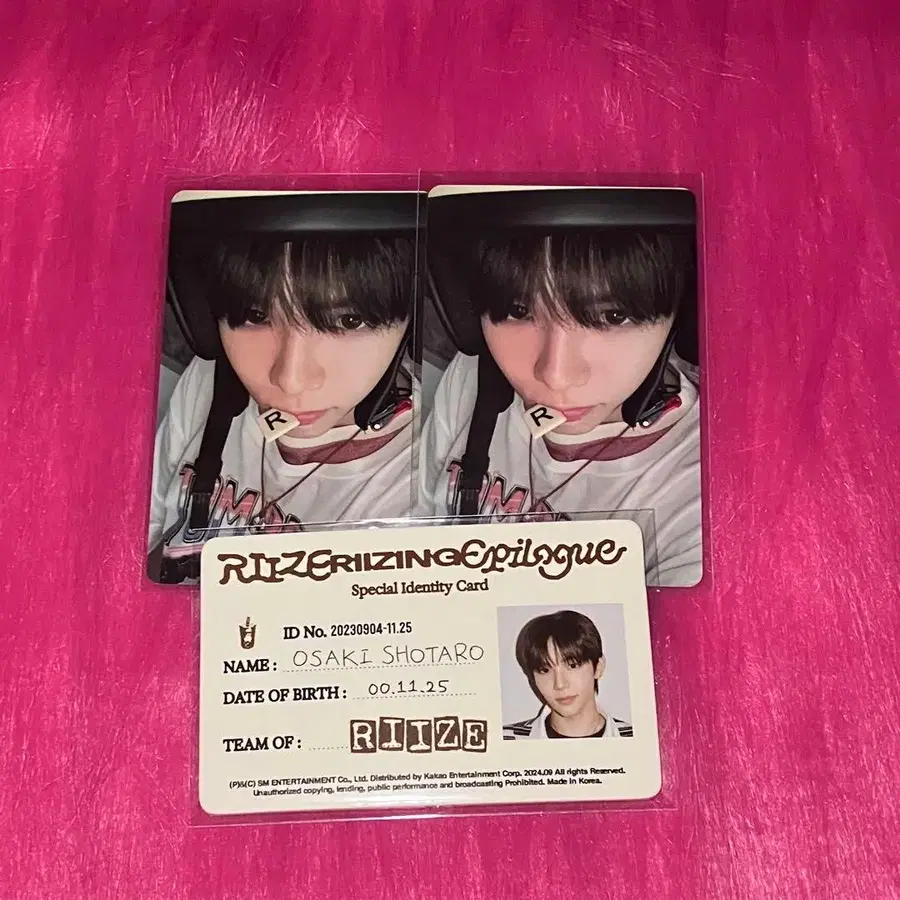 R
R
RIIZE RIIZING Epilogue
Special Identity Card
ID No. 20230904-11.25
NAME : OSAKI SHOTARO
DATE OF BIRTH : 00.11.25
TEAM OF : RIIZE
(P)&(C) SM ENTERTAINMENT Co., Ltd. Distributed by Kakao Entertainment Corp. 2024.09 All rights Reserved.
Unauthorized copying, lending, public performance and broadcasting Prohibited. Made in Korea.